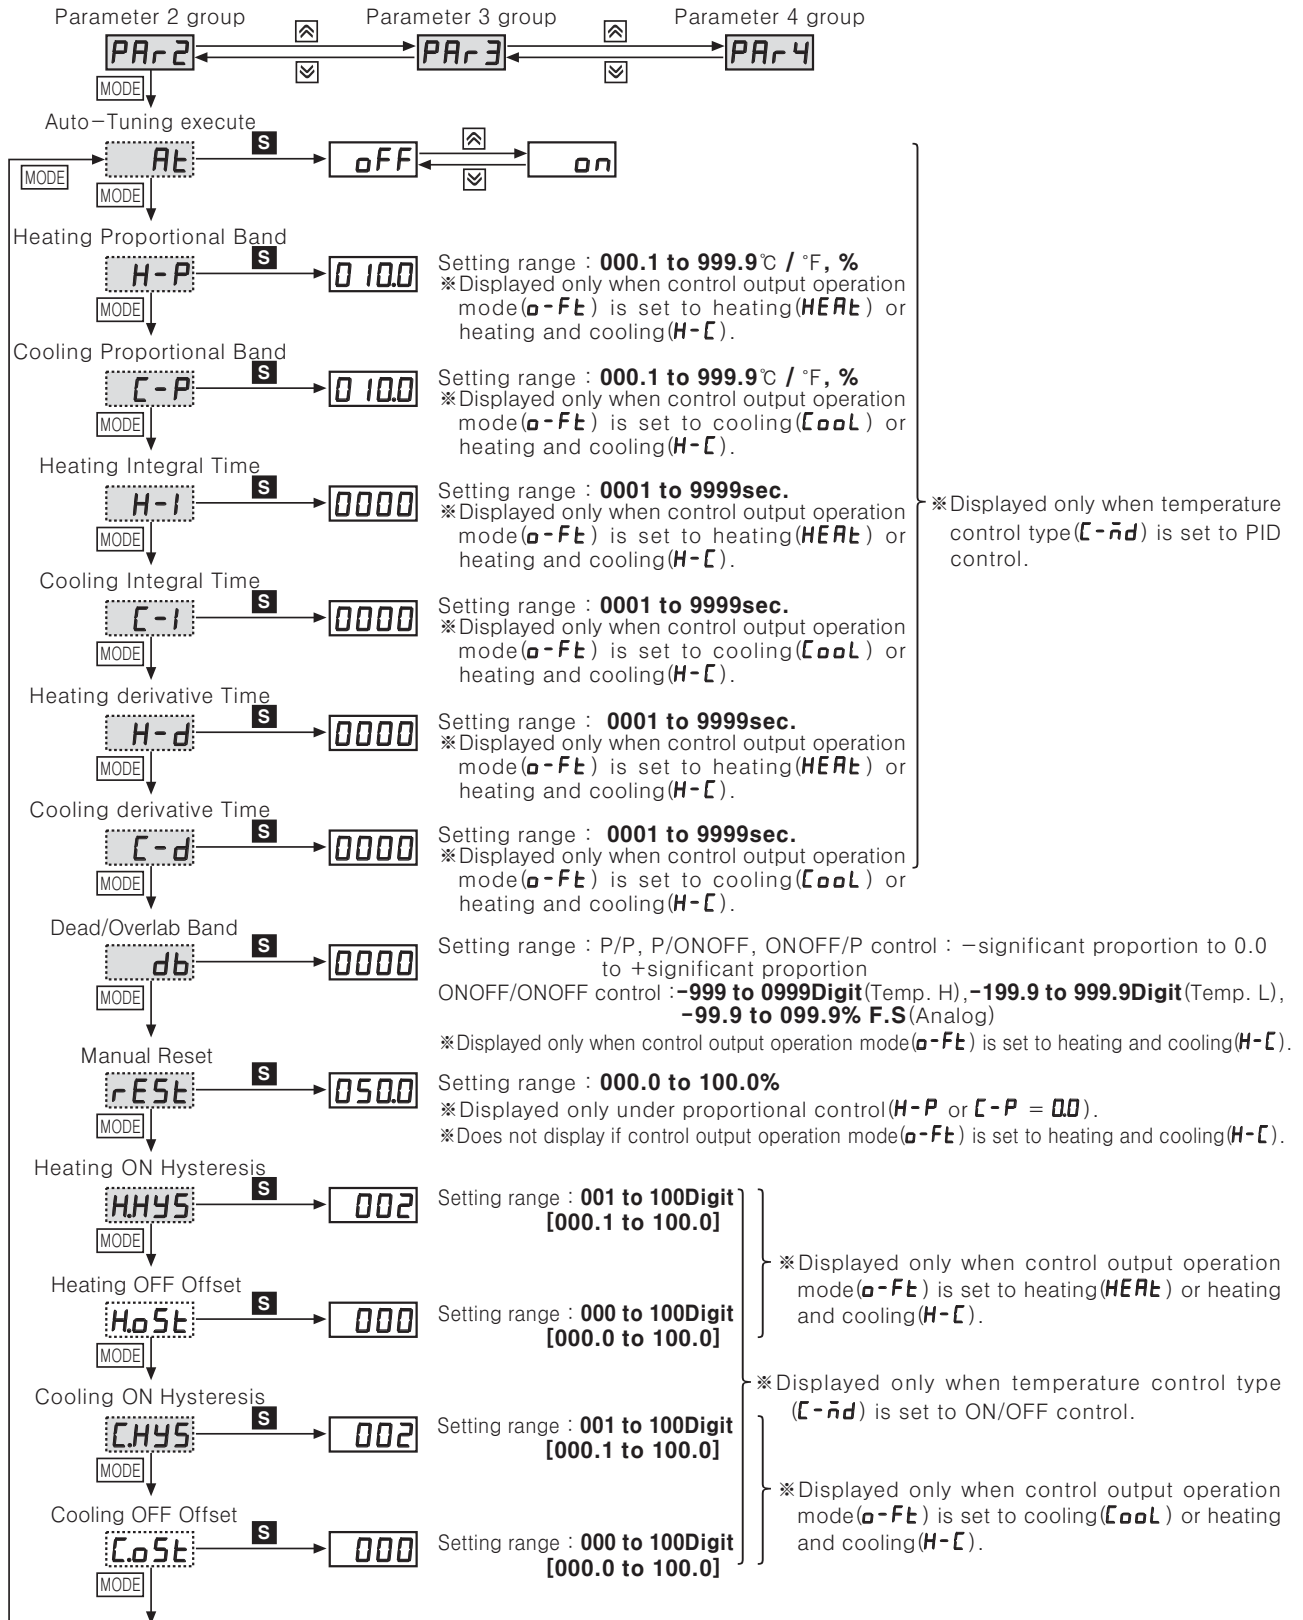 Parameter 2 group Parameter 3 group Parameter 4 group
PAr2 PAr3 PAr4
MODE
Auto-Tuning execute
At S oFF on
MODE
MODE
Heating Proportional Band
H-P S 010.0 Setting range : 000.1 to 999.9℃ / ℉, %
※Displayed only when control output operation
mode(o-Ft) is set to heating(HEAt) or
heating and cooling(H-C).
MODE
Cooling Proportional Band
C-P S 010.0 Setting range : 000.1 to 999.9℃ / ℉, %
※Displayed only when control output operation
mode(o-Ft) is set to cooling(CooL) or
heating and cooling(H-C).
MODE
Heating Integral Time
H-I S 0000 Setting range : 0001 to 9999sec.
※Displayed only when control output operation
mode(o-Ft) is set to heating(HEAt) or
heating and cooling(H-C).
MODE
※Displayed only when temperature
control type(C-md) is set to PID
control.
Cooling Integral Time
C-I S 0000 Setting range : 0001 to 9999sec.
※Displayed only when control output operation
mode(o-Ft) is set to cooling(CooL) or
heating and cooling(H-C).
MODE
Heating derivative Time
H-d S 0000 Setting range : 0001 to 9999sec.
※Displayed only when control output operation
mode(o-Ft) is set to heating(HEAt) or
heating and cooling(H-C).
MODE
Cooling derivative Time
C-d S 0000 Setting range : 0001 to 9999sec.
※Displayed only when control output operation
mode(o-Ft) is set to cooling(CooL) or
heating and cooling(H-C).
MODE
Dead/Overlab Band
db S 0000 Setting range : P/P, P/ONOFF, ONOFF/P control : -significant proportion to 0.0
to +significant proportion
ONOFF/ONOFF control :-999 to 0999Digit(Temp. H),-199.9 to 999.9Digit(Temp. L),
-99.9 to 099.9% F.S(Analog)
※Displayed only when control output operation mode(o-Ft) is set to heating and cooling(H-C).
MODE
Manual Reset
rESt S 050.0 Setting range : 000.0 to 100.0%
※Displayed only under proportional control(H-P or C-P = 0.0).
※Does not display if control output operation mode(o-Ft) is set to heating and cooling(H-C).
MODE
Heating ON Hysteresis
H.HYS S 002 Setting range : 001 to 100Digit
[000.1 to 100.0]
MODE
※Displayed only when control output operation
mode(o-Ft) is set to heating(HEAt) or heating
and cooling(H-C).
Heating OFF Offset
H.oSt S 000 Setting range : 000 to 100Digit
[000.0 to 100.0]
MODE
※Displayed only when temperature control type
(C-md) is set to ON/OFF control.
Cooling ON Hysteresis
C.HYS S 002 Setting range : 001 to 100Digit
[000.1 to 100.0]
MODE
※Displayed only when control output operation
mode(o-Ft) is set to cooling(CooL) or heating
and cooling(H-C).
Cooling OFF Offset
C.oSt S 000 Setting range : 000 to 100Digit
[000.0 to 100.0]
MODE